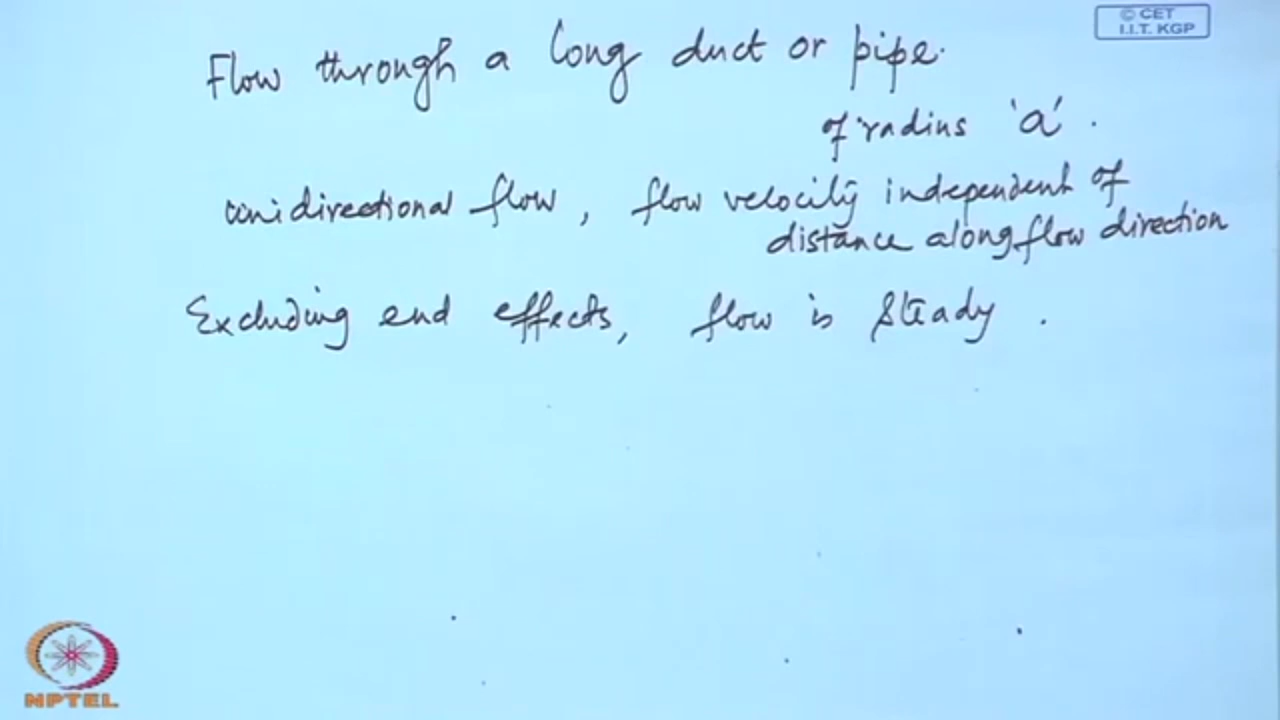 © CET
I.I.T. KGP
Flow through a long duct or pipe.
of radius 'a'.
unidirectional flow, flow velocity independent of
distance along flow direction
Excluding end effects, flow is steady.
NPTEL